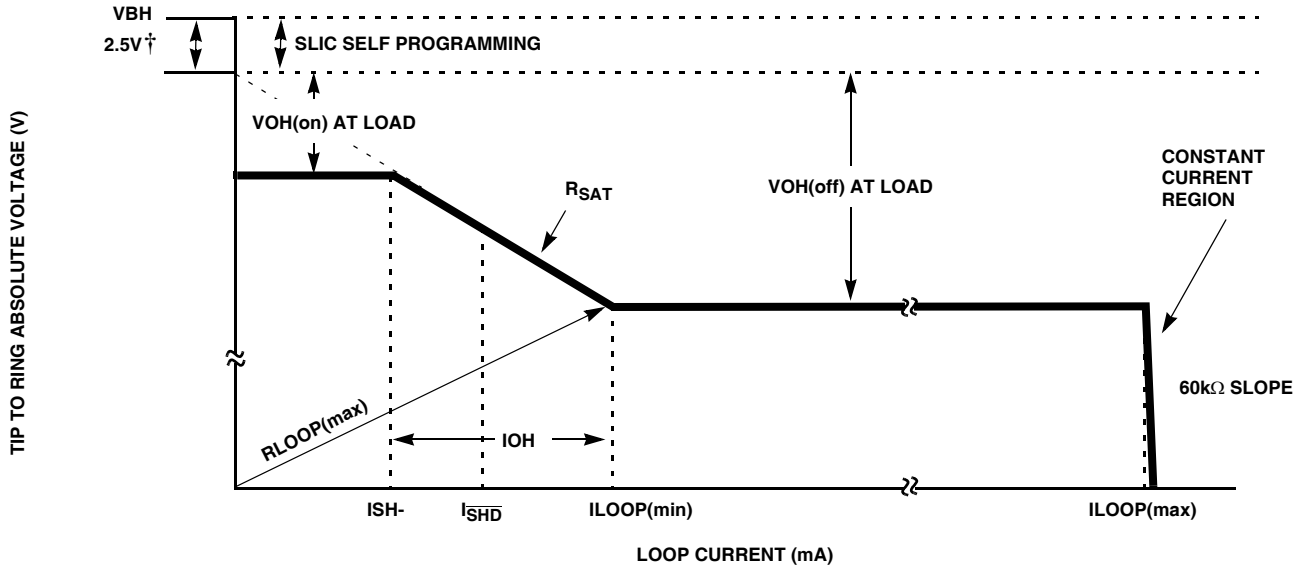 VBH
2.5V †
SLIC SELF PROGRAMMING
VOH(on) AT LOAD
VOH(off) AT LOAD
RSAT
CONSTANT
CURRENT
REGION
TIP TO RING ABSOLUTE VOLTAGE (V)
60kΩ SLOPE
RLOOP(max)
IOH
ISH-
ISHD
ILOOP(min)
ILOOP(max)
LOOP CURRENT (mA)